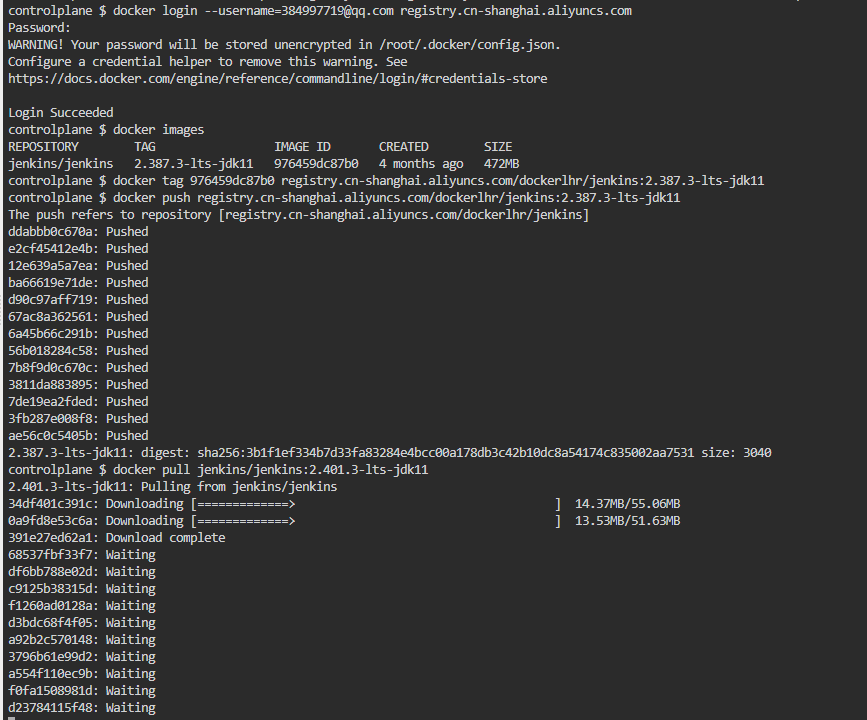 controlplane $ docker login --username=384997719@qq.com registry.cn-shanghai.aliyuncs.com
Password:
WARNING! Your password will be stored unencrypted in /root/.docker/config.json.
Configure a credential helper to remove this warning. See
https://docs.docker.com/engine/reference/commandline/login/#credentials-store
Login Succeeded
controlplane $ docker images
REPOSITORY TAG IMAGE ID CREATED SIZE
jenkins/jenkins 2.387.3-lts-jdk11 976459dc87b0 4 months ago 472MB
controlplane $ docker tag 976459dc87b0 registry.cn-shanghai.aliyuncs.com/dockerlhr/jenkins:2.387.3-lts-jdk11
controlplane $ docker push registry.cn-shanghai.aliyuncs.com/dockerlhr/jenkins:2.387.3-lts-jdk11
The push refers to repository [registry.cn-shanghai.aliyuncs.com/dockerlhr/jenkins]
ddabbb0c670a: Pushed
e2cf45412e4b: Pushed
12e639a5a7ea: Pushed
ba66619e71de: Pushed
d90c97aff719: Pushed
67ac8a362561: Pushed
6a45b66c291b: Pushed
56b018284c58: Pushed
7b8f9d0c670c: Pushed
3811da883895: Pushed
7de19ea2fded: Pushed
3fb287e008f8: Pushed
ae56c0c5405b: Pushed
2.387.3-lts-jdk11: digest: sha256:3b1f1ef334b7d33fa83284e4bcc00a178db3c42b10dc8a54174c835002aa7531 size: 3040
controlplane $ docker pull jenkins/jenkins:2.401.3-lts-jdk11
2.401.3-lts-jdk11: Pulling from jenkins/jenkins
34df401c391c: Downloading [=============>                                     ]  14.37MB/55.06MB
0a9fd8e53c6a: Downloading [=============>                                     ]  13.53MB/51.63MB
391e27ed62a1: Download complete
68537fbf33f7: Waiting
df6bb788e02d: Waiting
c9125b38315d: Waiting
f1260ad0128a: Waiting
d3bdc68f4f05: Waiting
a92b2c570148: Waiting
3796b61e99d2: Waiting
a554f110ec9b: Waiting
f0fa1508981d: Waiting
d23784115f48: Waiting